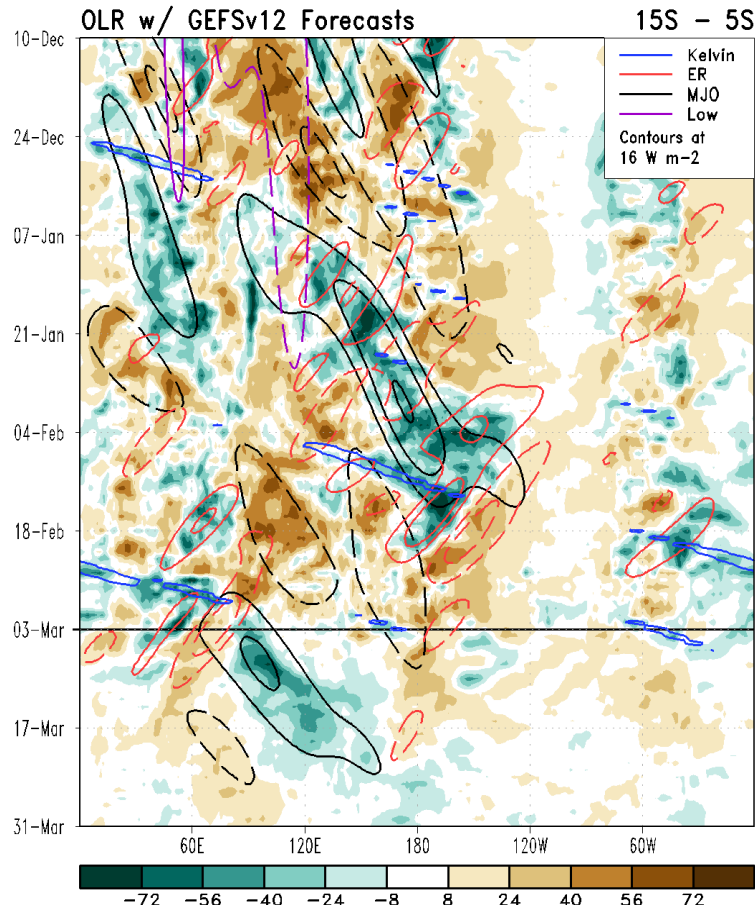 OLR w/ GEFSv12 Forecasts 15S - 5S
10-Dec
24-Dec
07-Jan
21-Jan
04-Feb
18-Feb
03-Mar
17-Mar
31-Mar
Kelvin
ER
MJO
Low
Contours at
16 W m-2
60E 120E 180 120W 60W
-72 -56 -40 -24 -8 8 24 40 56 72